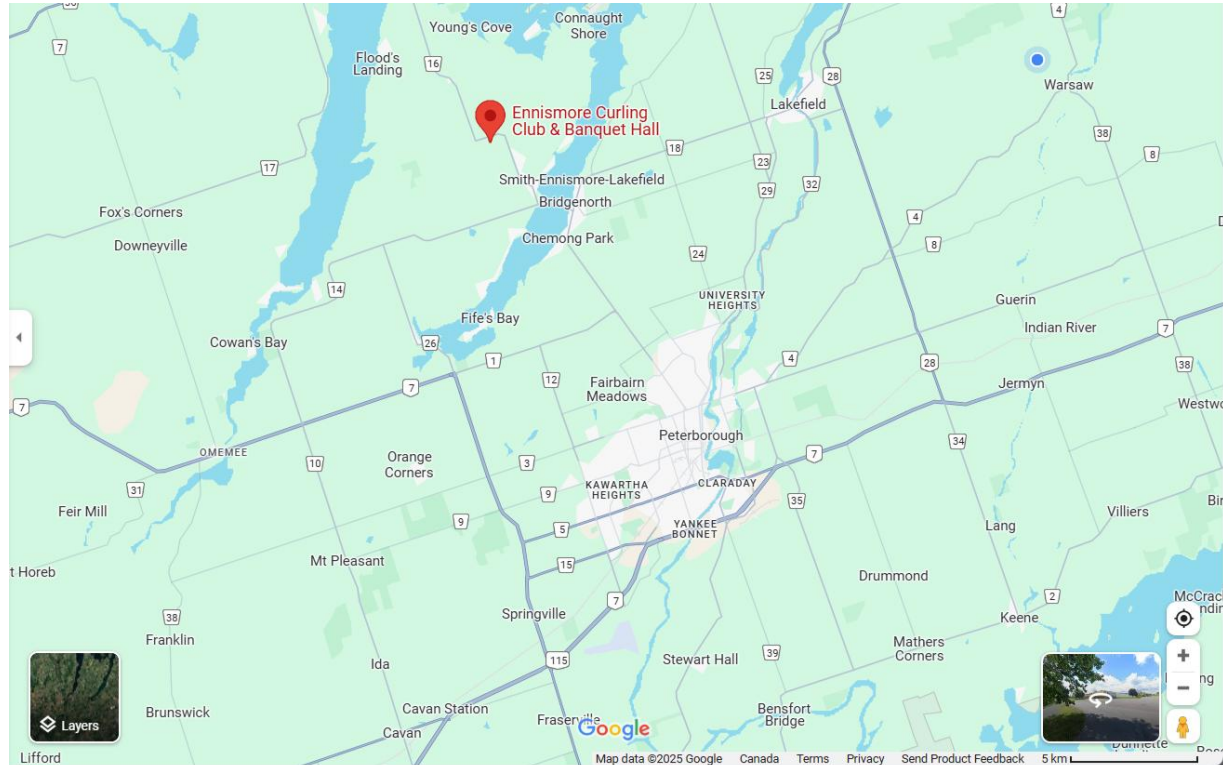 Young's Cove
Connaught
Shore
4
30
7
Flood's
Landing
16
25
28
Lakefield
Warsaw
Ennismore Curling
Club & Banquet Hall
38
18
8
17
23
Smith-Ennismore-Lakefield
29
32
Fox's Corners
Bridgenorth
4
Downeyville
Chemong Park
8
24
14
UNIVERSITY
HEIGHTS
Guerin
Fife's Bay
Indian River
7
Cowan's Bay
26
1
4
28
38
7
12
Fairbairn
Meadows
Jermyn
7
Westwo
Peterborough
OMEMEE
34
10
Orange
Corners
3
7
31
KAWARTHA
HEIGHTS
CLARADAY
9
35
Feir Mill
9
5
YANKEE
BONNET
Lang
Villiers
Bir
Mt Pleasant
15
t Horeb
Drummond
7
2
McCrac
ndin
38
Springville
Keene
Franklin
Mathers
Corners
39
Ida
115
Stewart Hall
Layers
Brunswick
Cavan Station
Fraserville
Google
Bensfort
Bridge
Cavan
Lifford
Map data ©2025 Google Canada Terms Privacy Send Product Feedback 5 km